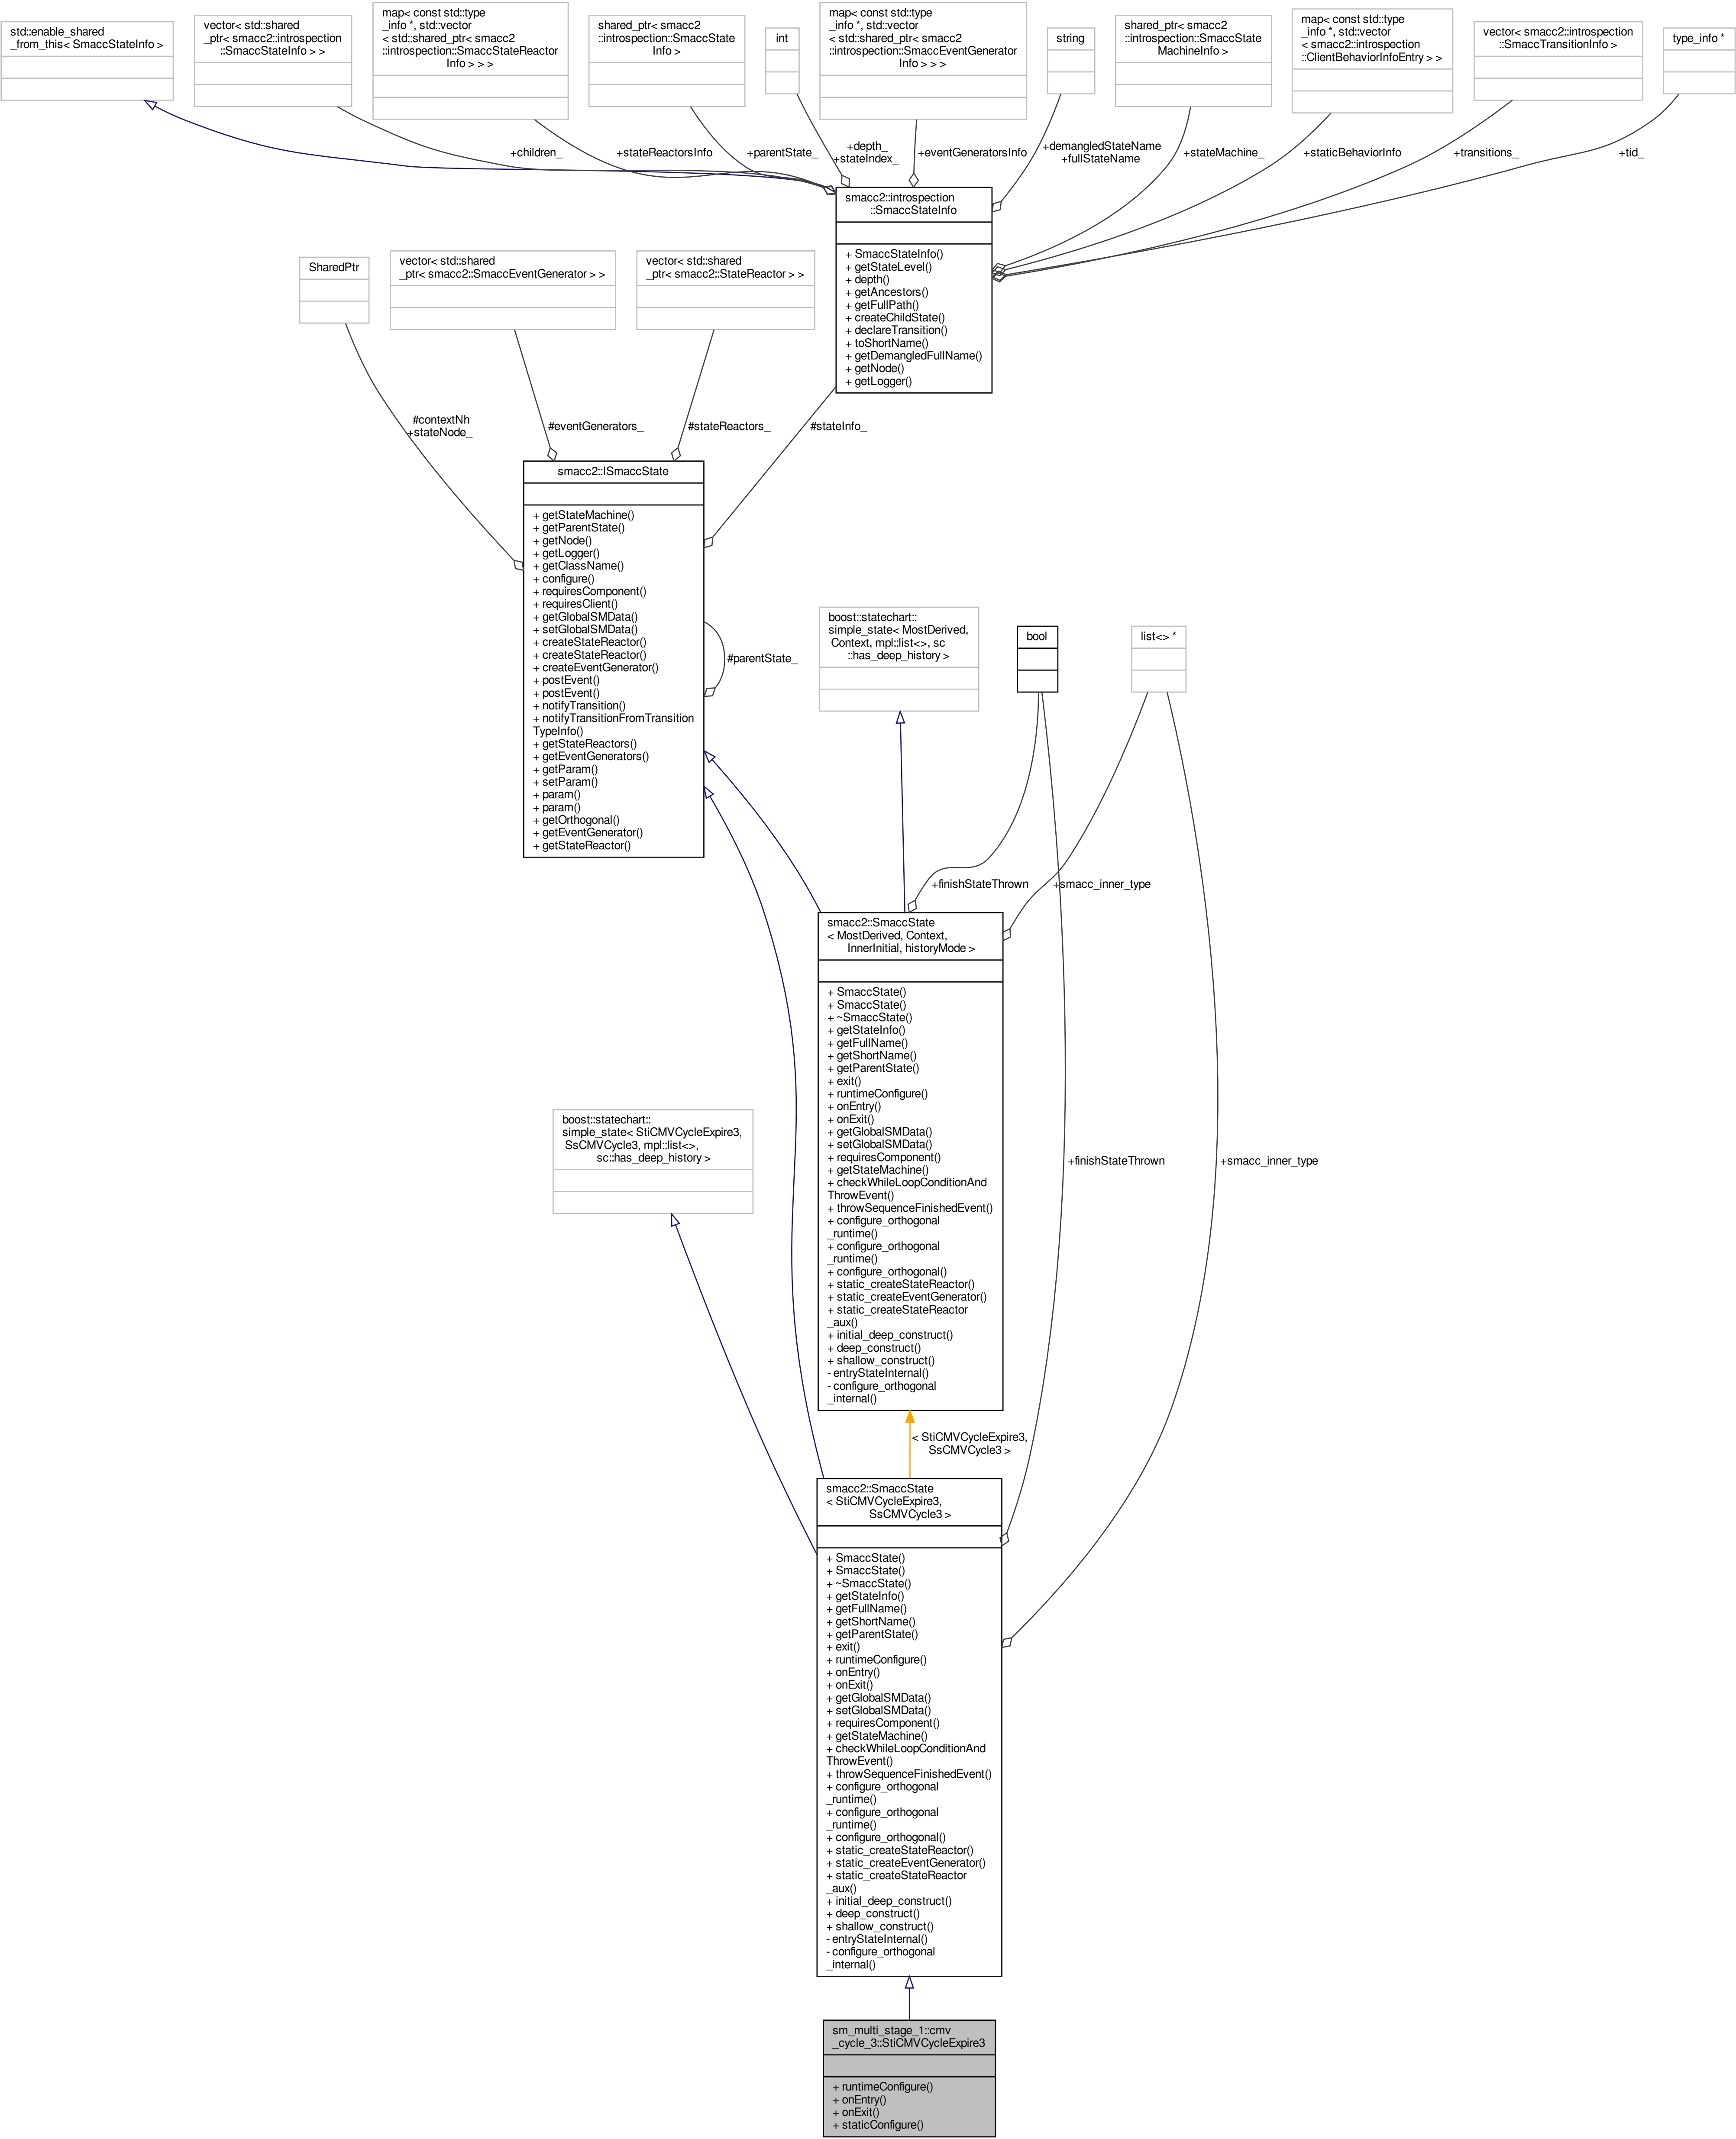 std::enable_shared
_from_this< SmaccStateInfo >
vector< std::shared
_ptr< smacc2::introspection
::SmaccStateInfo > >
map< const std::type
_info *, std::vector
< std::shared_ptr< smacc2
::introspection::SmaccStateReactor
Info > > >
shared_ptr< smacc2
::introspection::SmaccState
Info >
int
map< const std::type
_info *, std::vector
< std::shared_ptr< smacc2
::introspection::SmaccEventGenerator
Info > > >
string
shared_ptr< smacc2
::introspection::SmaccState
MachineInfo >
map< const std::type
_info *, std::vector
< smacc2::introspection
::ClientBehaviorInfoEntry > >
vector< smacc2::introspection
::SmaccTransitionInfo >
type_info *
+children_
+stateReactorsInfo
+parentState_
+depth_
+stateIndex_
+eventGeneratorsInfo
+demangledStateName
+fullStateName
+stateMachine_
+staticBehaviorInfo
+transitions_
+tid_
smacc2::introspection
::SmaccStateInfo
+ SmaccStateInfo()
+ getStateLevel()
+ depth()
+ getAncestors()
+ getFullPath()
+ createChildState()
+ declareTransition()
+ toShortName()
+ getDemangledFullName()
+ getNode()
+ getLogger()
SharedPtr
vector< std::shared
_ptr< smacc2::SmaccEventGenerator > >
vector< std::shared
_ptr< smacc2::StateReactor > >
#contextNh
+stateNode_
#eventGenerators_
#stateReactors_
#stateInfo_
smacc2::ISmaccState
+ getStateMachine()
+ getParentState()
+ getNode()
+ getLogger()
+ getClassName()
+ configure()
+ requiresComponent()
+ requiresClient()
+ getGlobalSMData()
+ setGlobalSMData()
+ createStateReactor()
+ createStateReactor()
+ createEventGenerator()
+ postEvent()
+ postEvent()
+ notifyTransition()
+ notifyTransitionFromTransition
TypeInfo()
+ getStateReactors()
+ getEventGenerators()
+ getParam()
+ setParam()
+ param()
+ param()
+ getOrthogonal()
+ getEventGenerator()
+ getStateReactor()
#parentState_
boost::statechart::
simple_state< MostDerived,
Context, mpl::list<>, sc
::has_deep_history >
bool
list<> *
+finishStateThrown
+smacc_inner_type
smacc2::SmaccState
< MostDerived, Context,
InnerInitial, historyMode >
+ SmaccState()
+ SmaccState()
+ ~SmaccState()
+ getStateInfo()
+ getFullName()
+ getShortName()
+ getParentState()
+ exit()
+ runtimeConfigure()
+ onEntry()
+ onExit()
+ getGlobalSMData()
+ setGlobalSMData()
+ requiresComponent()
+ getStateMachine()
+ checkWhileLoopConditionAnd
ThrowEvent()
+ throwSequenceFinishedEvent()
+ configure_orthogonal
_runtime()
+ configure_orthogonal
_runtime()
+ configure_orthogonal()
+ static_createStateReactor()
+ static_createEventGenerator()
+ static_createStateReactor
_aux()
+ initial_deep_construct()
+ deep_construct()
+ shallow_construct()
- entryStateInternal()
- configure_orthogonal
_internal()
boost::statechart::
simple_state< StiCMVCycleExpire3,
SsCMVCycle3, mpl::list<>,
sc::has_deep_history >
+finishStateThrown
+smacc_inner_type
< StiCMVCycleExpire3,
SsCMVCycle3 >
smacc2::SmaccState
< StiCMVCycleExpire3,
SsCMVCycle3 >
+ SmaccState()
+ SmaccState()
+ ~SmaccState()
+ getStateInfo()
+ getFullName()
+ getShortName()
+ getParentState()
+ exit()
+ runtimeConfigure()
+ onEntry()
+ onExit()
+ getGlobalSMData()
+ setGlobalSMData()
+ requiresComponent()
+ getStateMachine()
+ checkWhileLoopConditionAnd
ThrowEvent()
+ throwSequenceFinishedEvent()
+ configure_orthogonal
_runtime()
+ configure_orthogonal
_runtime()
+ configure_orthogonal()
+ static_createStateReactor()
+ static_createEventGenerator()
+ static_createStateReactor
_aux()
+ initial_deep_construct()
+ deep_construct()
+ shallow_construct()
- entryStateInternal()
- configure_orthogonal
_internal()
sm_multi_stage_1::cmv
_cycle_3::StiCMVCycleExpire3
+ runtimeConfigure()
+ onEntry()
+ onExit()
+ staticConfigure()